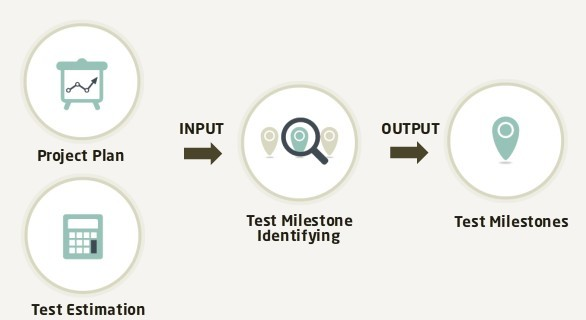 Project Plan
INPUT
Test Milestone
Identifying
OUTPUT
Test Milestones
Test Estimation